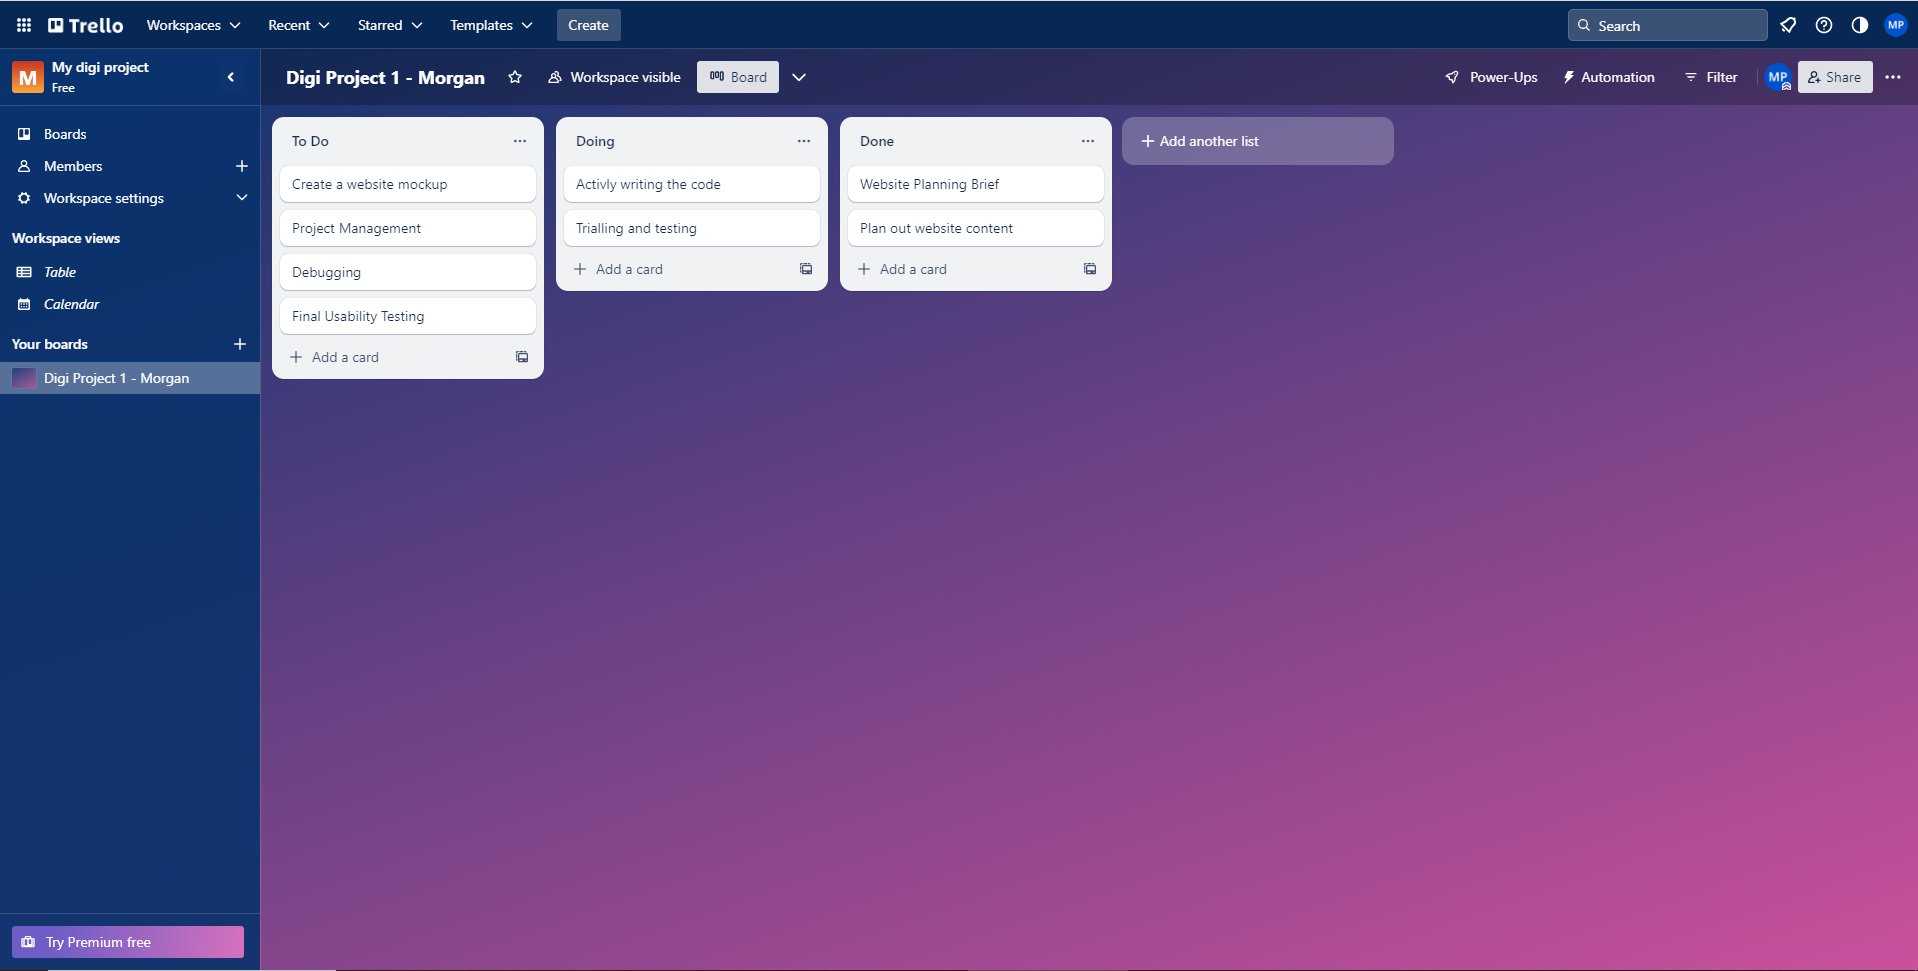 Trello Workspaces Recent Starred Templates Create Search MP
M My digi project
Free
Boards
Members
Workspace settings
Workspace views
Table
Calendar
Your boards
Digi Project 1 - Morgan
Try Premium free
Digi Project 1 - Morgan Workspace visible Board Power-Ups Automation Filter MP Share
To Do
Create a website mockup
Project Management
Debugging
Final Usability Testing
Add a card
Doing
Activly writing the code
Trialling and testing
Add a card
Done
Website Planning Brief
Plan out website content
Add a card
Add another list